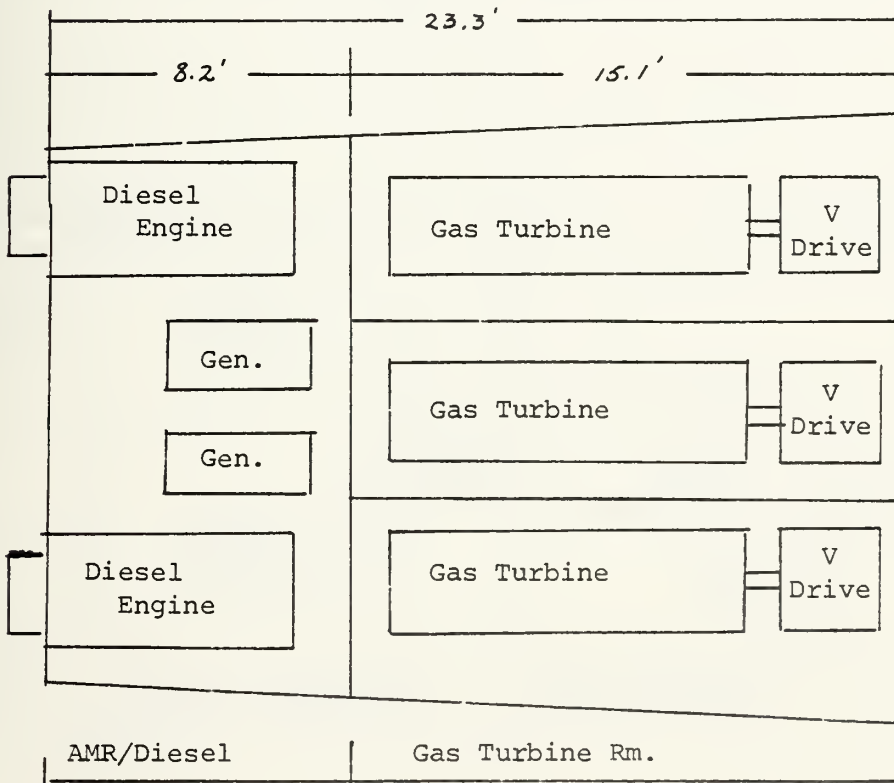 23.3'
8.2'
15.1'
Diesel
Engine
Gas Turbine
V
Drive
Gen.
Gas Turbine
V
Drive
Gen.
Diesel
Engine
Gas Turbine
V
Drive
AMR/Diesel
Gas Turbine Rm.